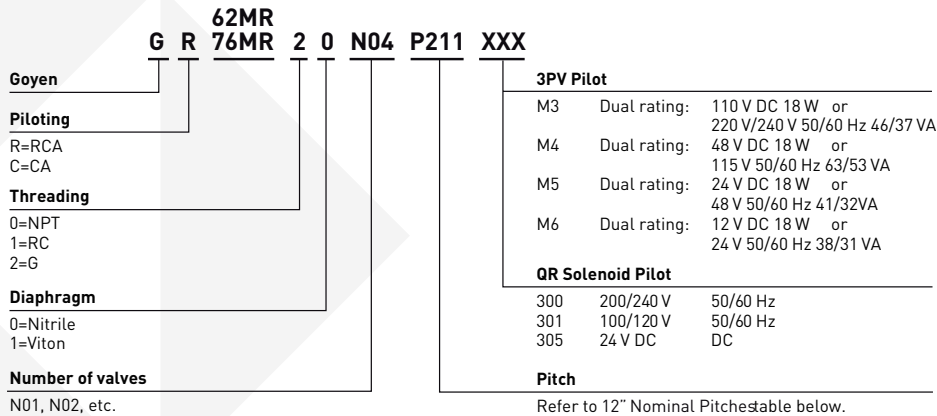 62MR
G R 76MR 2 0 N04 P211 XXX
Goyen
Piloting
R=RCA
C=CA
Threading
0=NPT
1=RC
2=G
Diaphragm
0=Nitrile
1=Viton
Number of valves
N01, N02, etc.
3PV Pilot
M3 Dual rating: 110 V DC 18 W or
220 V/240 V 50/60 Hz 46/37 VA
M4 Dual rating: 48 V DC 18 W or
115 V 50/60 Hz 63/53 VA
M5 Dual rating: 24 V DC 18 W or
48 V 50/60 Hz 41/32VA
M6 Dual rating: 12 V DC 18 W or
24 V 50/60 Hz 38/31 VA
QR Solenoid Pilot
300 200/240 V 50/60 Hz
301 100/120 V 50/60 Hz
305 24 V DC DC
Pitch
Refer to 12" Nominal Pitchestable below.